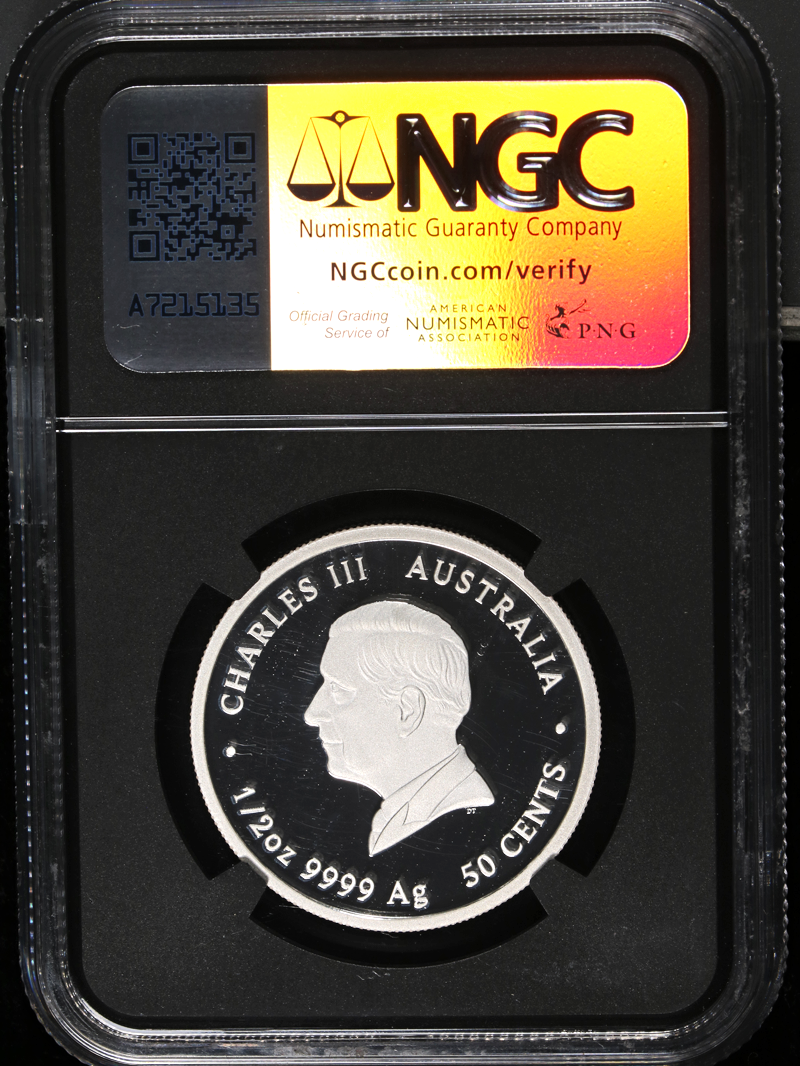 NGC
Numismatic Guaranty Company
NGCcoin.com/verify
A7215135
Official Grading
Service of
AMERICAN
NUMISMATIC
ASSOCIATION
P·N·G
CHARLES III AUSTRALIA
1/2oz 9999 Ag 50 CENTS
DT